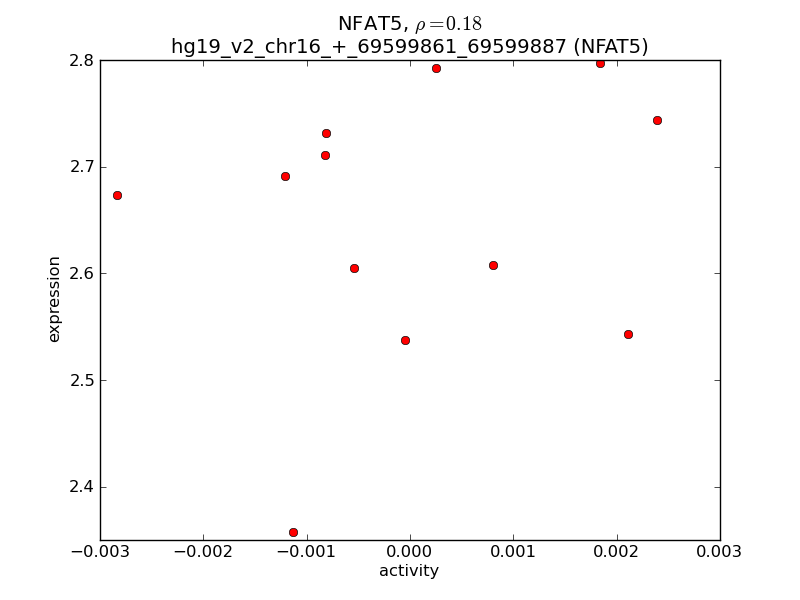 NFAT5, ρ=0.18
hg19_v2_chr16_+_69599861_69599887 (NFAT5)
2.8
2.7
2.6
2.5
2.4
expression
−0.003 −0.002 −0.001 0.000 0.001 0.002 0.003
activity